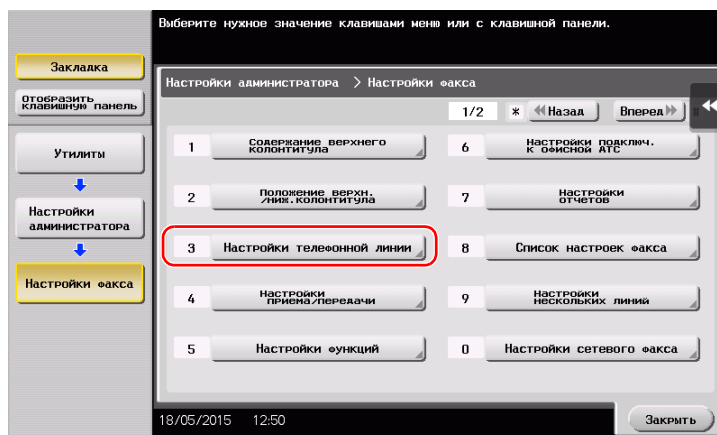 Выберите нужное значение клавишами меню или с клавишной панели.
Закладка
Отобразить
клавишную панель
Утилиты
Настройки
администратора
Настройки факса
Настройки администратора > Настройки факса
1/2 * Назад Вперед #
1 Содержание верхнего
колонтитула
2 Положение верхн.
/ниж.колонтитула
3 Настройки телефонной линии
4 Настройки
приема/передачи
5 Настройки функций
6 Настройки подключ.
к офисной АТС
7 Настройки
отчетов
8 Список настроек факса
9 Настройки
нескольких линий
0 Настройки сетевого факса
18/05/2015 12:50
Закрыть